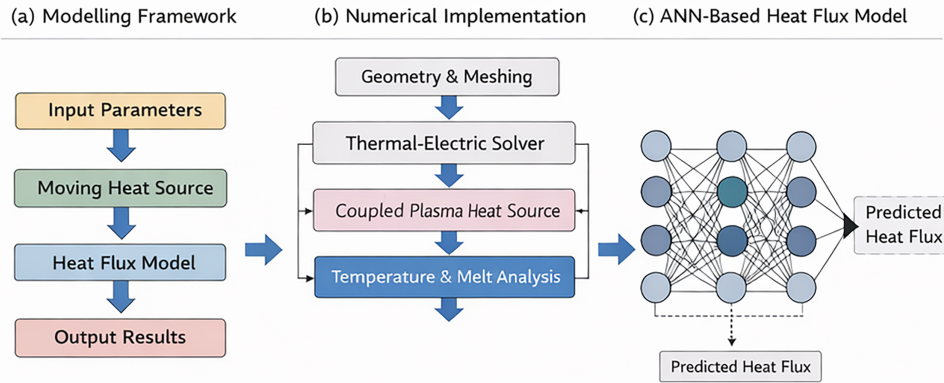 (a) Modelling Framework
Input Parameters
Moving Heat Source
Heat Flux Model
Output Results
(b) Numerical Implementation
Geometry & Meshing
Thermal-Electric Solver
Coupled Plasma Heat Source
Temperature & Melt Analysis
(c) ANN-Based Heat Flux Model
Predicted
Heat Flux
Predicted Heat Flux